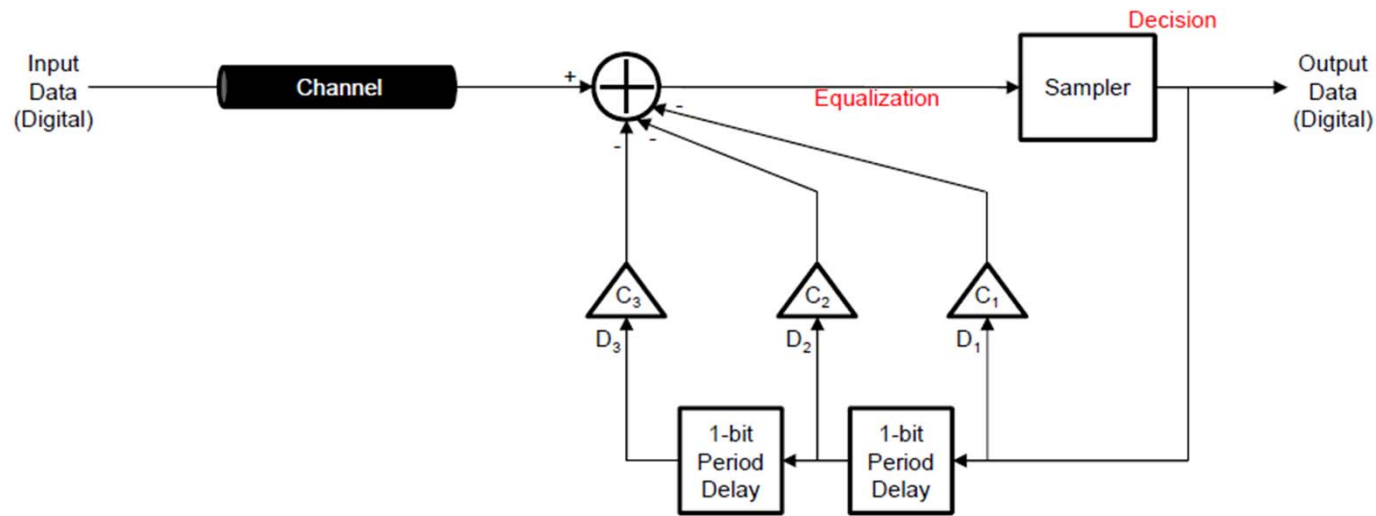 Decision
Input
Data
(Digital)
Channel
+
-
Equalization
Sampler
Output
Data
(Digital)
-
-
C3
C2
C1
D3
D2
D1
1-bit
Period
Delay
1-bit
Period
Delay